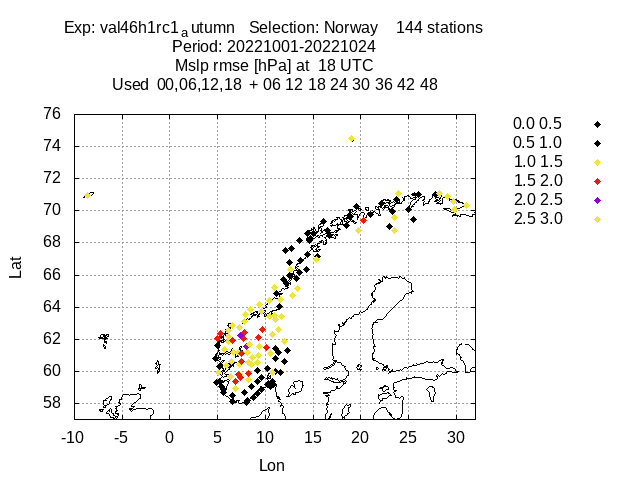 Exp: val46h1rc1a utumn Selection: Norway 144 stations
Period: 20221001-20221024
Mslp rmse [hPa] at 18 UTC
Used 00,06,12,18 + 06 12 18 24 30 36 42 48
76
74
72
70
68
66
64
62
60
58
Lat
-10 -5 0 5 10 15 20 25 30
Lon
0.0 0.5
0.5 1.0
1.0 1.5
1.5 2.0
2.0 2.5
2.5 3.0